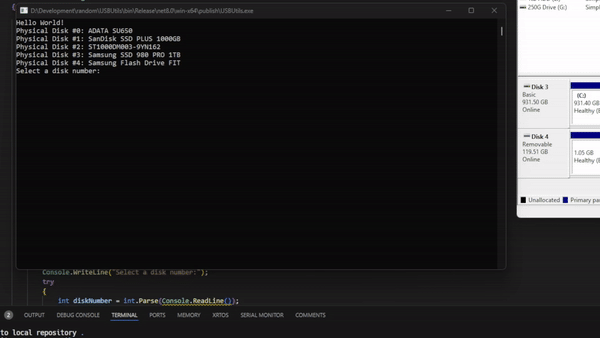 D:\Development\random\USBUtils\bin\Release\net8.0\win-x64\publish\USBUtils.exe
Hello World!
Physical Disk #0: ADATA SU650
Physical Disk #1: SanDisk SSD PLUS 1000GB
Physical Disk #2: ST1000DM003-9YN162
Physical Disk #3: Samsung SSD 980 PRO 1TB
Physical Disk #4: Samsung Flash Drive FIT
Select a disk number:
250G Drive (G:)
Simpl
Disk 3
Basic
931.50 GB
Online
(C:)
931.40 GB
Healthy (B
Disk 4
Removable
119.51 GB
Online
1.05 GB
Healthy (E
Unallocated
Primary pa
Console.WriteLine("Select a disk number:");
try
{
int diskNumber = int.Parse(Console.ReadLine());
2
OUTPUT
DEBUG CONSOLE
TERMINAL
PORTS
MEMORY
XRTOS
SERIAL MONITOR
COMMENTS
to local repository .